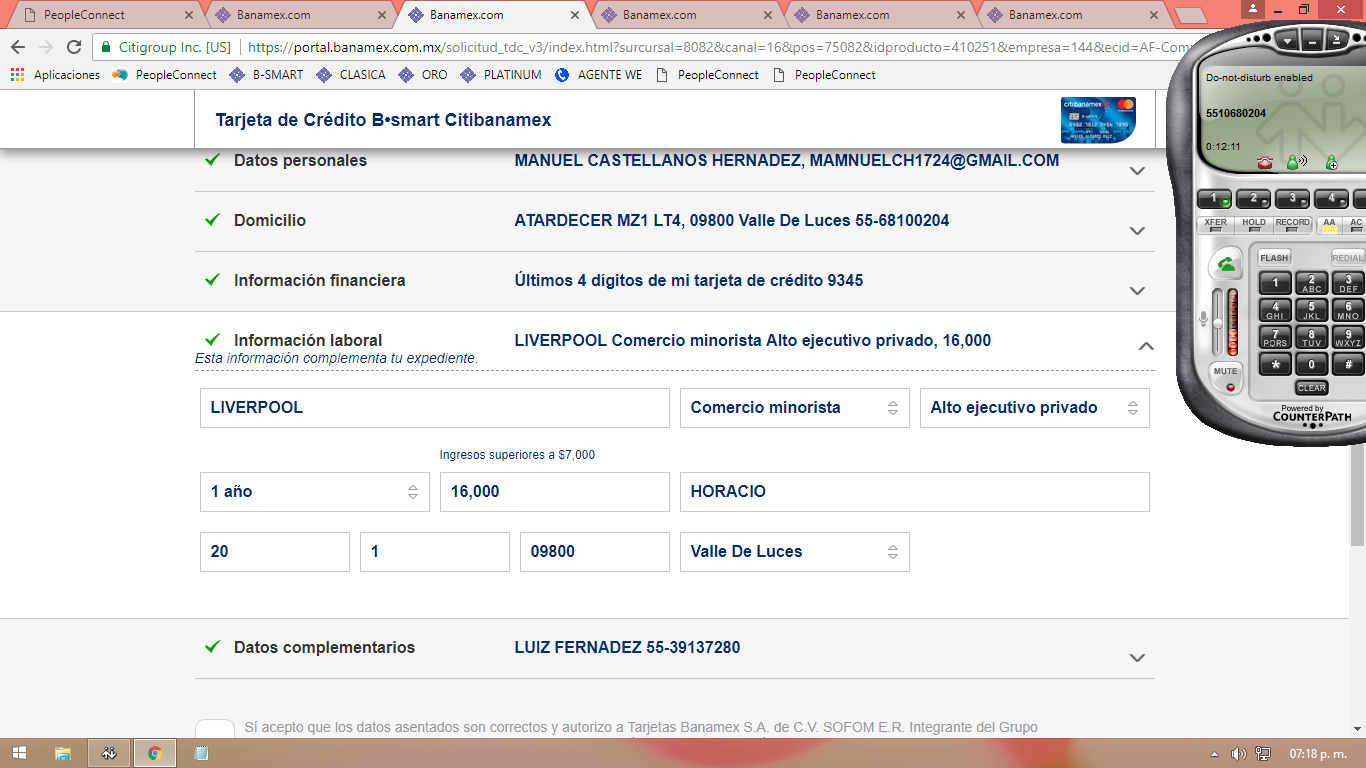 PeopleConnect
Banamex.com
Banamex.com
Banamex.com
Banamex.com
Banamex.com
Citigroup Inc. [US]
https://portal.banamex.com.mx/solicitud_tdc_v3/index.html?surcursal=8082&canal=16&pos=75082&idproducto=410251&empresa=144&ecid=AF-Com
Aplicaciones
PeopleConnect
B-SMART
CLASICA
ORO
PLATINUM
AGENTE WE
PeopleConnect
PeopleConnect
Tarjeta de Crédito B•smart Citibanamex
citibanamex
Datos personales
MANUEL CASTELLANOS HERNADEZ, MAMNUELCH1724@GMAIL.COM
Domicilio
ATARDECER MZ1 LT4, 09800 Valle De Luces 55-68100204
Información financiera
Últimos 4 dígitos de mi tarjeta de crédito 9345
Información laboral
LIVERPOOL Comercio minorista Alto ejecutivo privado, 16,000
Esta información complementa tu expediente.
LIVERPOOL
Comercio minorista
Alto ejecutivo privado
Ingresos superiores a $7,000
1 año
16,000
HORACIO
20
1
09800
Valle De Luces
Datos complementarios
LUIZ FERNADEZ 55-39137280
Sí acepto que los datos asentados son correctos y autorizo a Tarjetas Banamex S.A. de C.V. SOFOM E.R. Integrante del Grupo
Do-not-disturb enabled
5510680204
0:12:11
1 2 3 4
XFER HOLD RECORD AA AC
FLASH REDIAL
1 2 ABC 3 DEF
4 GHI 5 JKL 6 MNO
7 PQRS 8 TUV 9 WXYZ
* 0 #
MUTE
CLEAR
Powered by
COUNTERPATH
07:18 p. m.